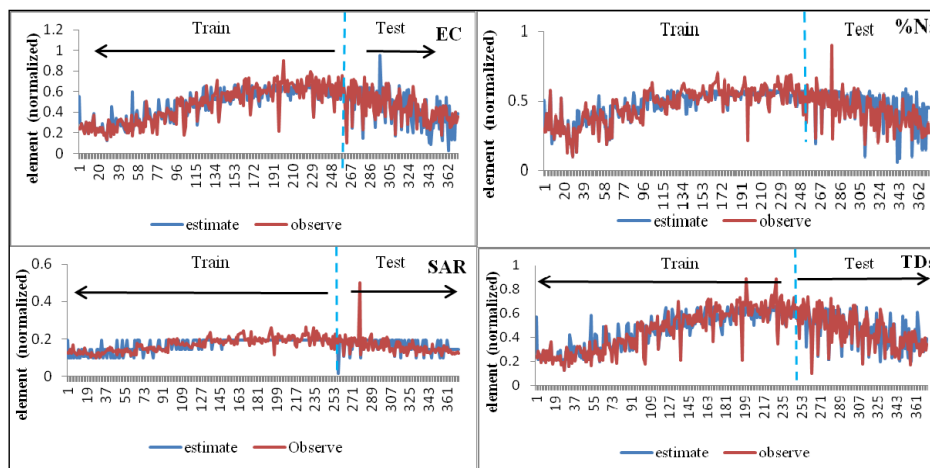 Train Test EC
element (normalized)
1.2
1
0.8
0.6
0.4
0.2
0
1 20 39 58 77 96 115 134 153 172 191 210 229 248 267 286 305 324 343 362
estimate observe
Train Test %Na
element (normalized)
1
0.5
0
1 20 39 58 77 96 115 134 153 172 191 210 229 248 267 286 305 324 343 362
estimate observe
Train Test SAR
element (normalized)
0.6
0.4
0.2
0
1 19 37 55 73 91 109 127 145 163 181 199 217 235 253 271 289 307 325 343 361
estimate Observe
Train Test TDs
element (normalized)
1
0.8
0.6
0.4
0.2
0
1 19 37 55 73 91 109 127 145 163 181 199 217 235 253 271 289 307 325 343 361
estimate observe